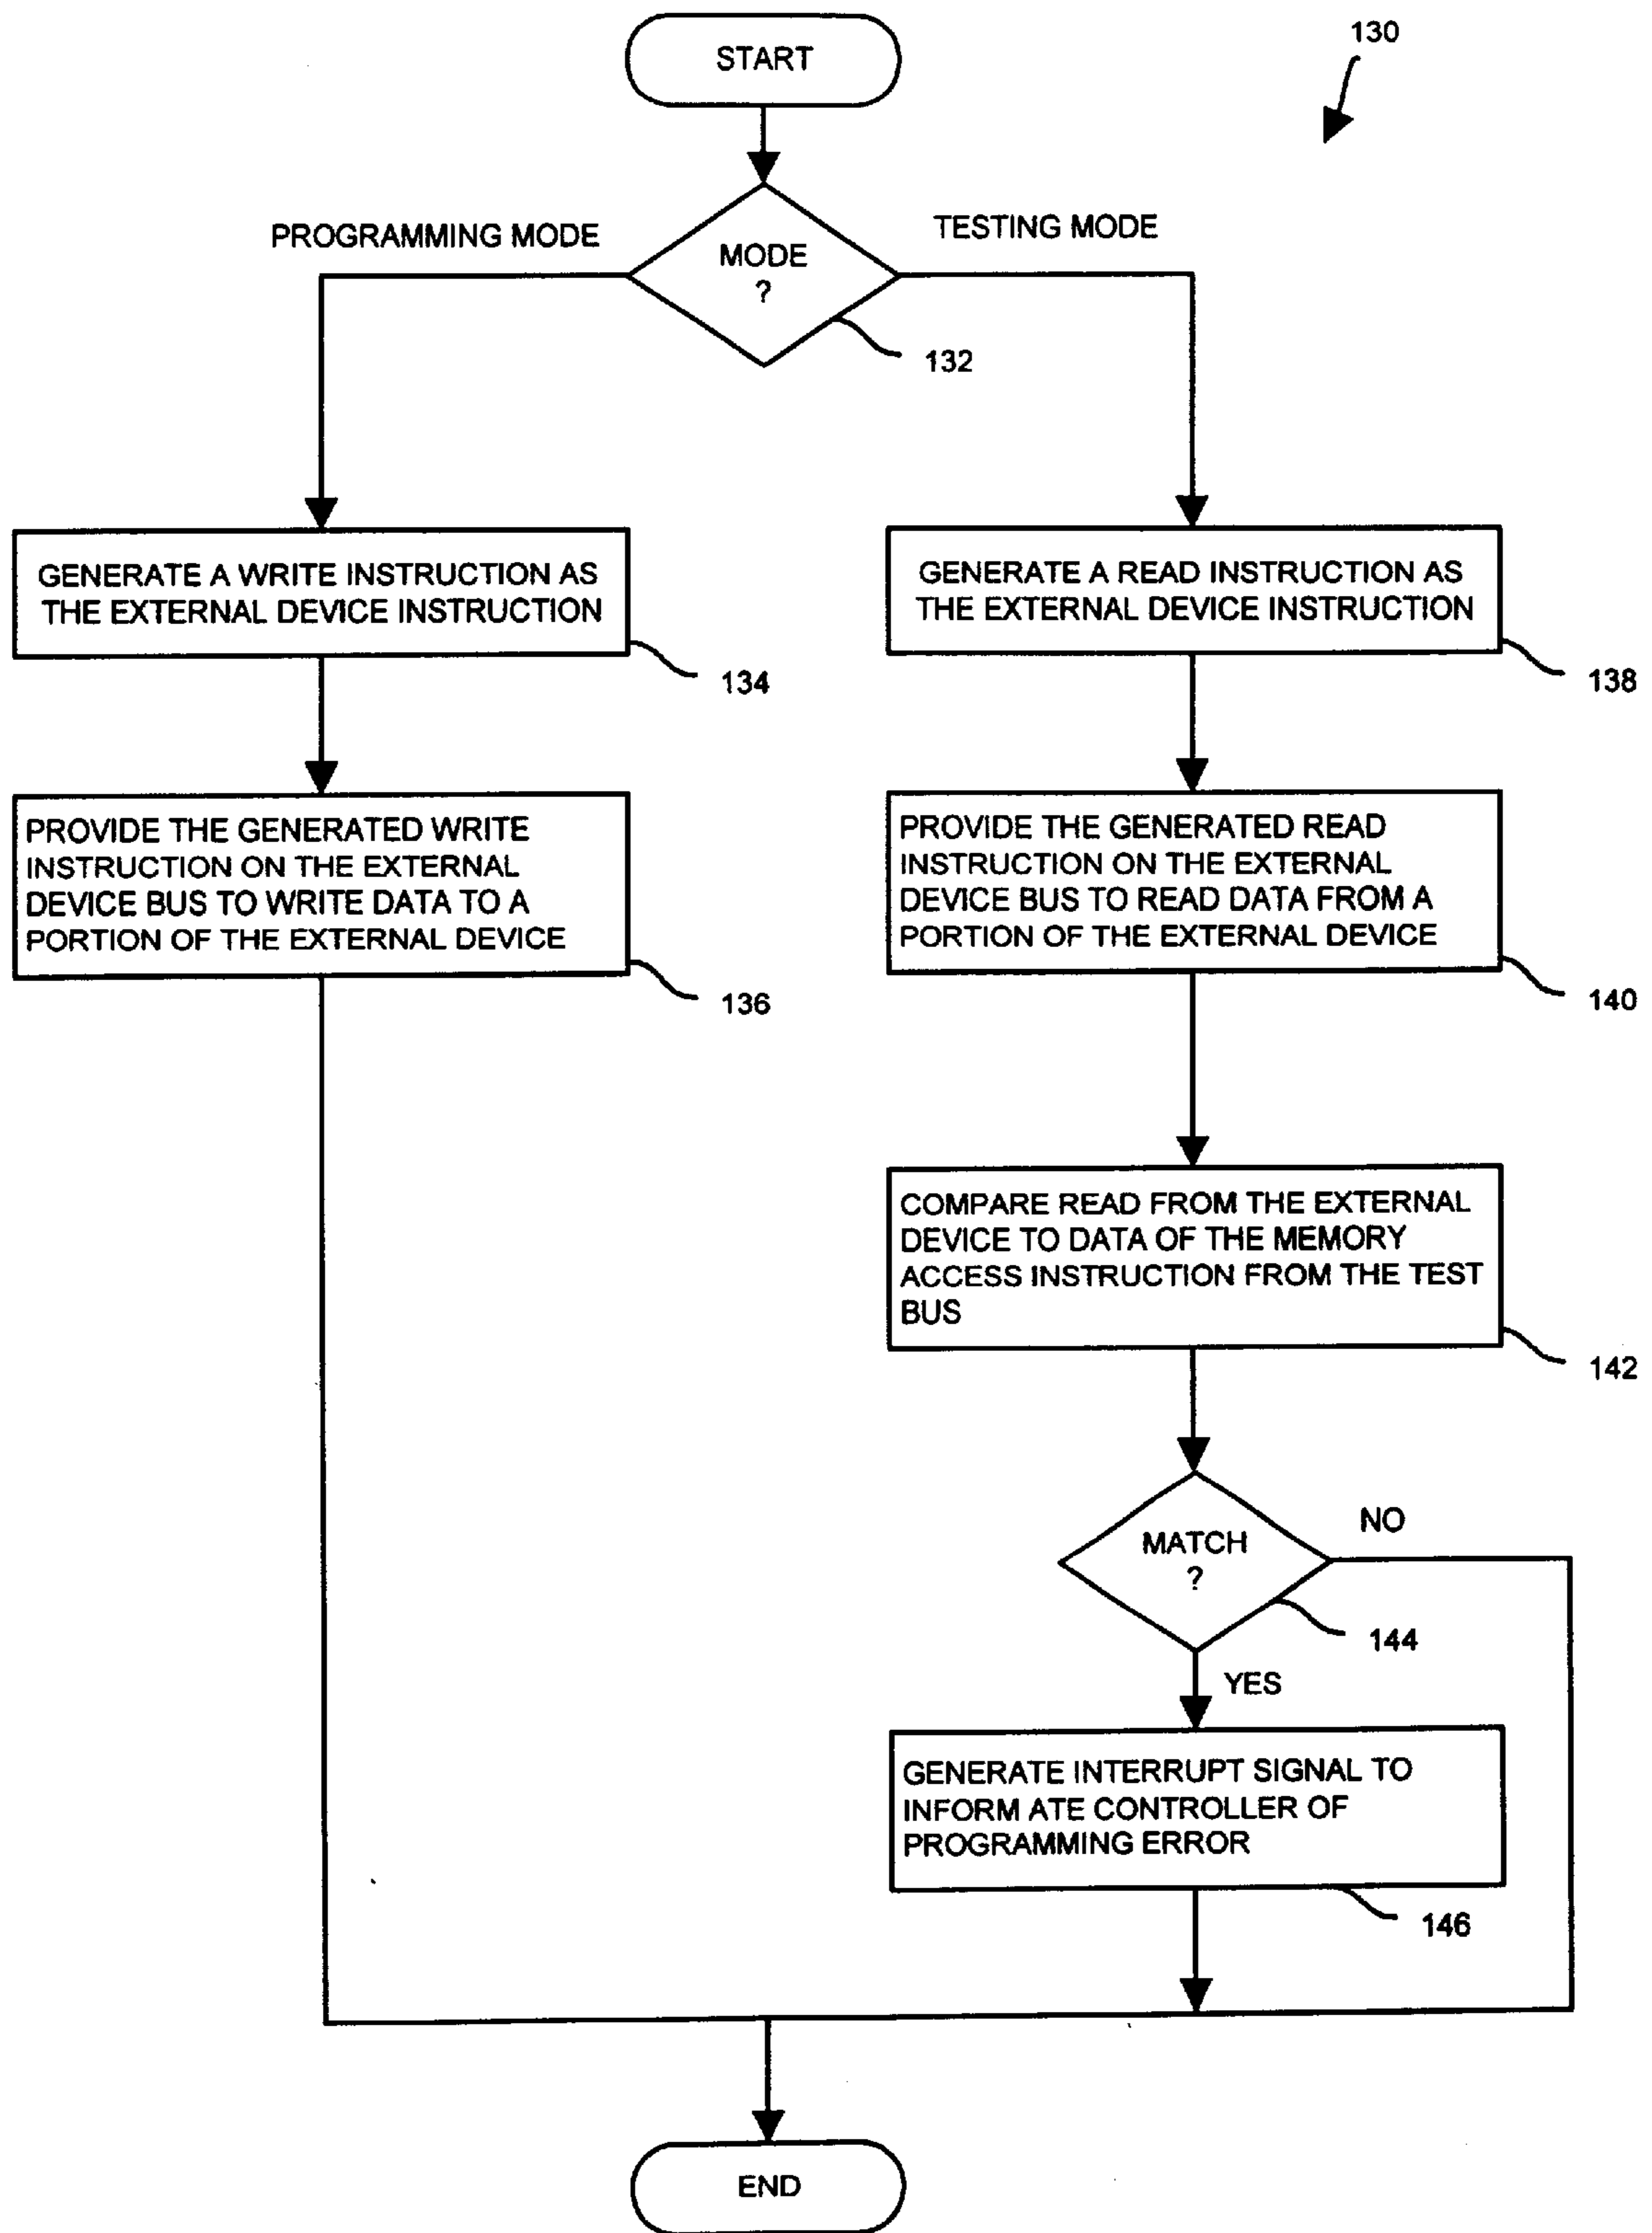 130
START
PROGRAMMING MODE
TESTING MODE
MODE
?
132
GENERATE A WRITE INSTRUCTION AS
THE EXTERNAL DEVICE INSTRUCTION
134
GENERATE A READ INSTRUCTION AS
THE EXTERNAL DEVICE INSTRUCTION
138
PROVIDE THE GENERATED WRITE
INSTRUCTION ON THE EXTERNAL
DEVICE BUS TO WRITE DATA TO A
PORTION OF THE EXTERNAL DEVICE
136
PROVIDE THE GENERATED READ
INSTRUCTION ON THE EXTERNAL
DEVICE BUS TO READ DATA FROM A
PORTION OF THE EXTERNAL DEVICE
140
COMPARE READ FROM THE EXTERNAL
DEVICE TO DATA OF THE MEMORY
ACCESS INSTRUCTION FROM THE TEST
BUS
142
MATCH
?
NO
144
YES
GENERATE INTERRUPT SIGNAL TO
INFORM ATE CONTROLLER OF
PROGRAMMING ERROR
146
END